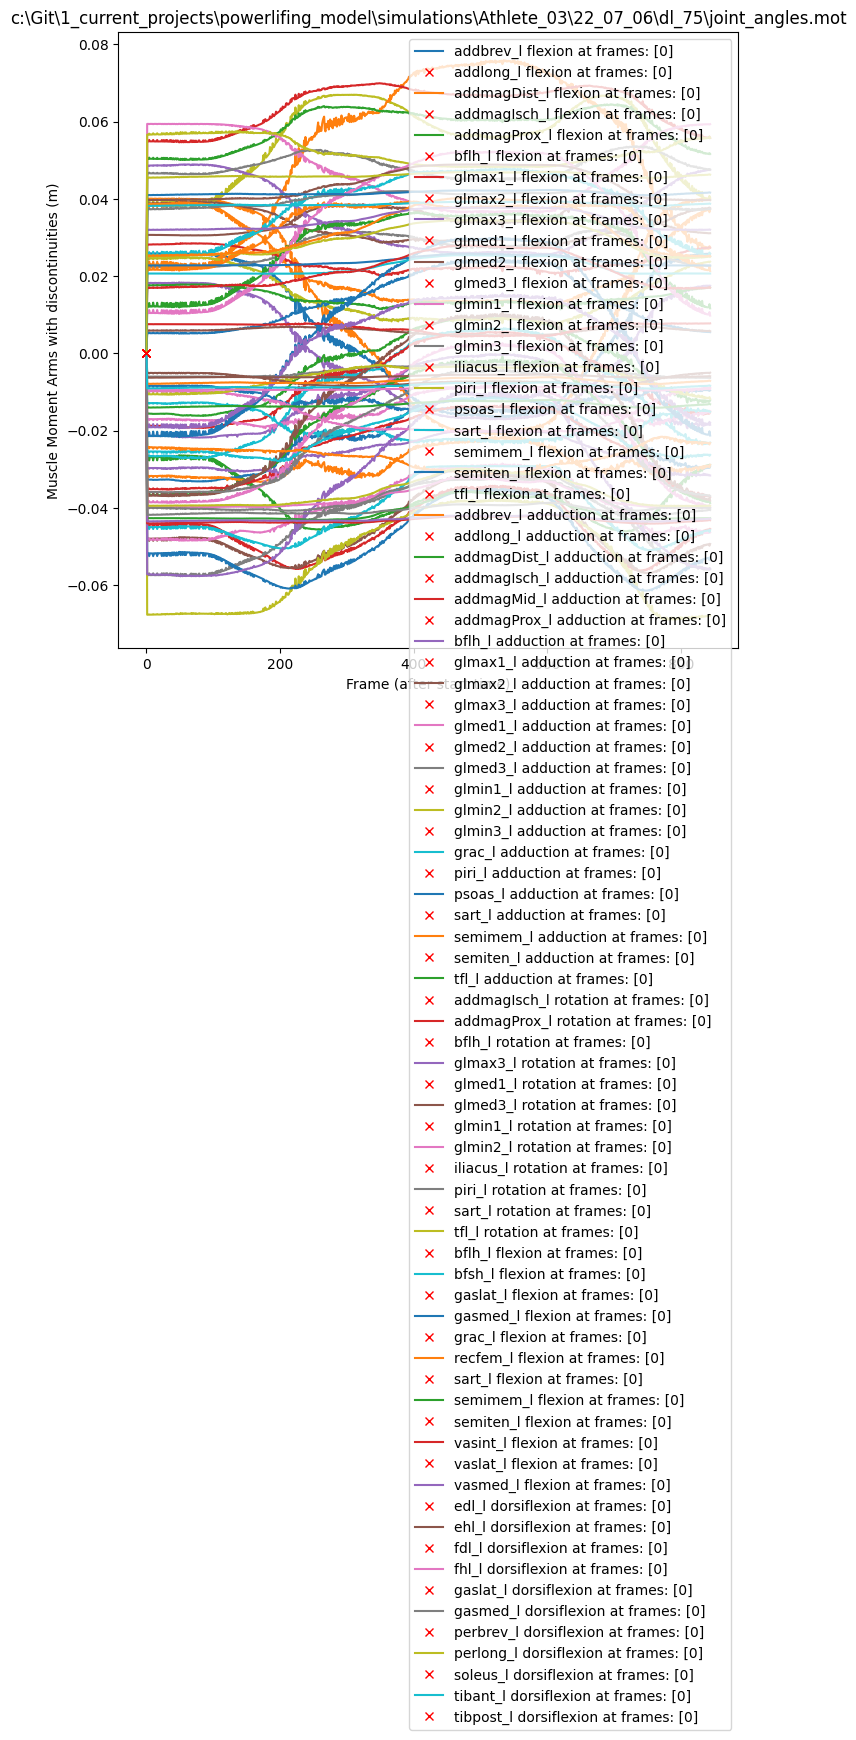 c:\Git\1_current_projects\powerlifing_model\simulations\Athlete_03\22_07_06\dl_75\joint_angles.mot
0.08
0.06
0.04
0.02
0.00
−0.02
−0.04
−0.06
Muscle Moment Arms with discontinuities (m)
0
200
400
Frame (after
addbrev_l flexion at frames: [0]
addlong_l flexion at frames: [0]
addmagDist_l flexion at frames: [0]
addmagIsch_l flexion at frames: [0]
addmagProx_l flexion at frames: [0]
bflh_l flexion at frames: [0]
glmax1_l flexion at frames: [0]
glmax2_l flexion at frames: [0]
glmax3_l flexion at frames: [0]
glmed1_l flexion at frames: [0]
glmed2_l flexion at frames: [0]
glmed3_l flexion at frames: [0]
glmin1_l flexion at frames: [0]
glmin2_l flexion at frames: [0]
glmin3_l flexion at frames: [0]
iliacus_l flexion at frames: [0]
piri_l flexion at frames: [0]
psoas_l flexion at frames: [0]
sart_l flexion at frames: [0]
semimem_l flexion at frames: [0]
semiten_l flexion at frames: [0]
tfl_l flexion at frames: [0]
addbrev_l adduction at frames: [0]
addlong_l adduction at frames: [0]
addmagDist_l adduction at frames: [0]
addmagIsch_l adduction at frames: [0]
addmagMid_l adduction at frames: [0]
addmagProx_l adduction at frames: [0]
bflh_l adduction at frames: [0]
glmax1_l adduction at frames: [0]
glmax2_l adduction at frames: [0]
glmax3_l adduction at frames: [0]
glmed1_l adduction at frames: [0]
glmed2_l adduction at frames: [0]
glmed3_l adduction at frames: [0]
glmin1_l adduction at frames: [0]
glmin2_l adduction at frames: [0]
glmin3_l adduction at frames: [0]
grac_l adduction at frames: [0]
piri_l adduction at frames: [0]
psoas_l adduction at frames: [0]
sart_l adduction at frames: [0]
semimem_l adduction at frames: [0]
semiten_l adduction at frames: [0]
tfl_l adduction at frames: [0]
addmagIsch_l rotation at frames: [0]
addmagProx_l rotation at frames: [0]
bflh_l rotation at frames: [0]
glmax3_l rotation at frames: [0]
glmed1_l rotation at frames: [0]
glmed3_l rotation at frames: [0]
glmin1_l rotation at frames: [0]
glmin2_l rotation at frames: [0]
iliacus_l rotation at frames: [0]
piri_l rotation at frames: [0]
sart_l rotation at frames: [0]
tfl_l rotation at frames: [0]
bflh_l flexion at frames: [0]
bfsh_l flexion at frames: [0]
gaslat_l flexion at frames: [0]
gasmed_l flexion at frames: [0]
grac_l flexion at frames: [0]
recfem_l flexion at frames: [0]
sart_l flexion at frames: [0]
semimem_l flexion at frames: [0]
semiten_l flexion at frames: [0]
vasint_l flexion at frames: [0]
vaslat_l flexion at frames: [0]
vasmed_l flexion at frames: [0]
edl_l dorsiflexion at frames: [0]
ehl_l dorsiflexion at frames: [0]
fdl_l dorsiflexion at frames: [0]
fhl_l dorsiflexion at frames: [0]
gaslat_l dorsiflexion at frames: [0]
gasmed_l dorsiflexion at frames: [0]
perbrev_l dorsiflexion at frames: [0]
perlong_l dorsiflexion at frames: [0]
soleus_l dorsiflexion at frames: [0]
tibant_l dorsiflexion at frames: [0]
tibpost_l dorsiflexion at frames: [0]